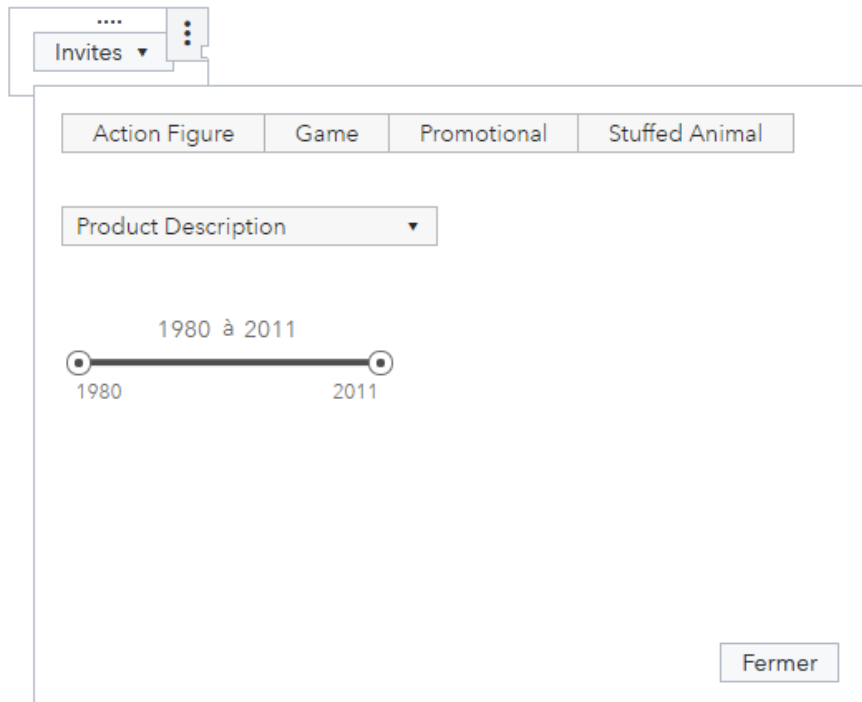 Invites
Action Figure Game Promotional Stuffed Animal
Product Description
1980 à 2011
1980 2011
Fermer